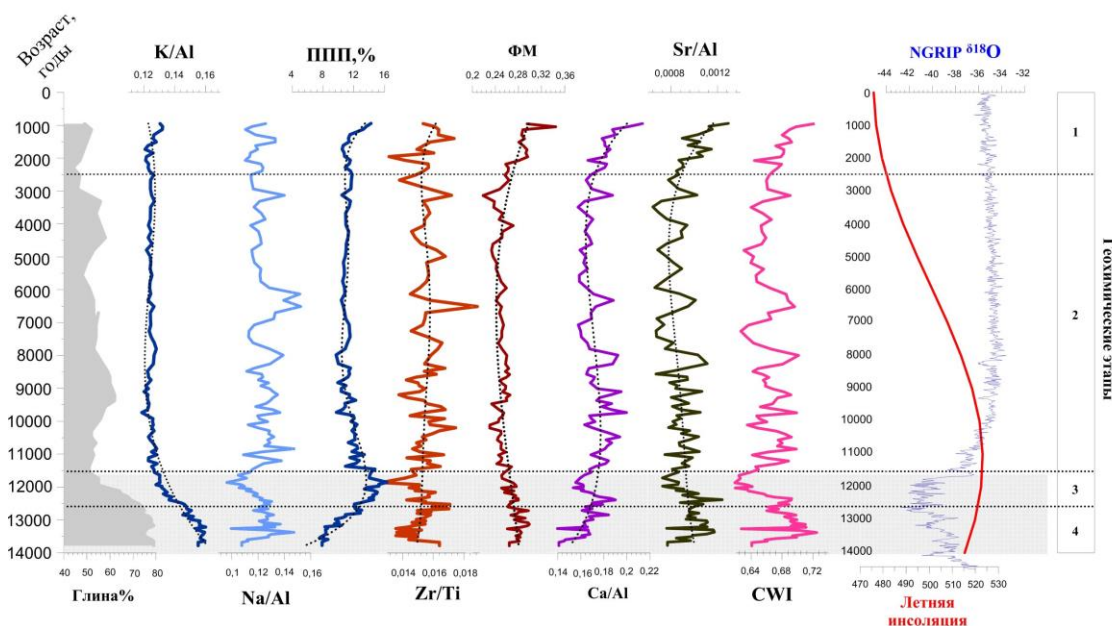 Возраст,
годы
K/Al
ППП,%
ФМ
Sr/Al
NGRIP δ18O
0,12 0,14 0,16
4 8 12 16
0,2 0,24 0,28 0,32 0,36
0,0008 0,0012
-44 -40 -36 -32
0
1000
2000
3000
4000
5000
6000
7000
8000
9000
10000
11000
12000
13000
14000
0
1000
2000
3000
4000
5000
6000
7000
8000
9000
10000
11000
12000
13000
14000
1
2
3
4
Геохимические этапы
40 50 60 70 80
0,1 0,12 0,14 0,16
0,014 0,016 0,018
0,14 0,16 0,18 0,2 0,22
0,64 0,68 0,72
470 480 490 500 510 520 530
Глина%
Na/Al
Zr/Ti
Ca/Al
CWI
Летняя
инсоляция